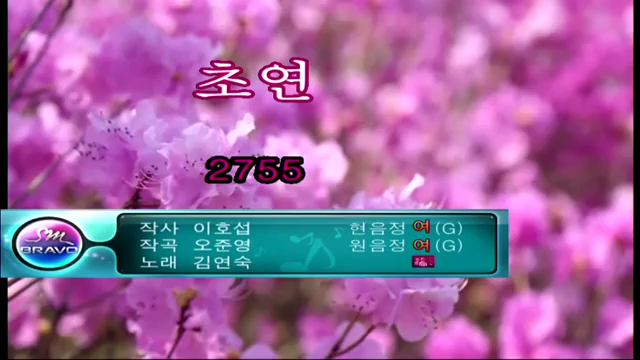 초연
2755
작사 이호섭 현음정 여(G)
작곡 오준영 원음정 여(G)
노래 김연숙
SM
BRAVO